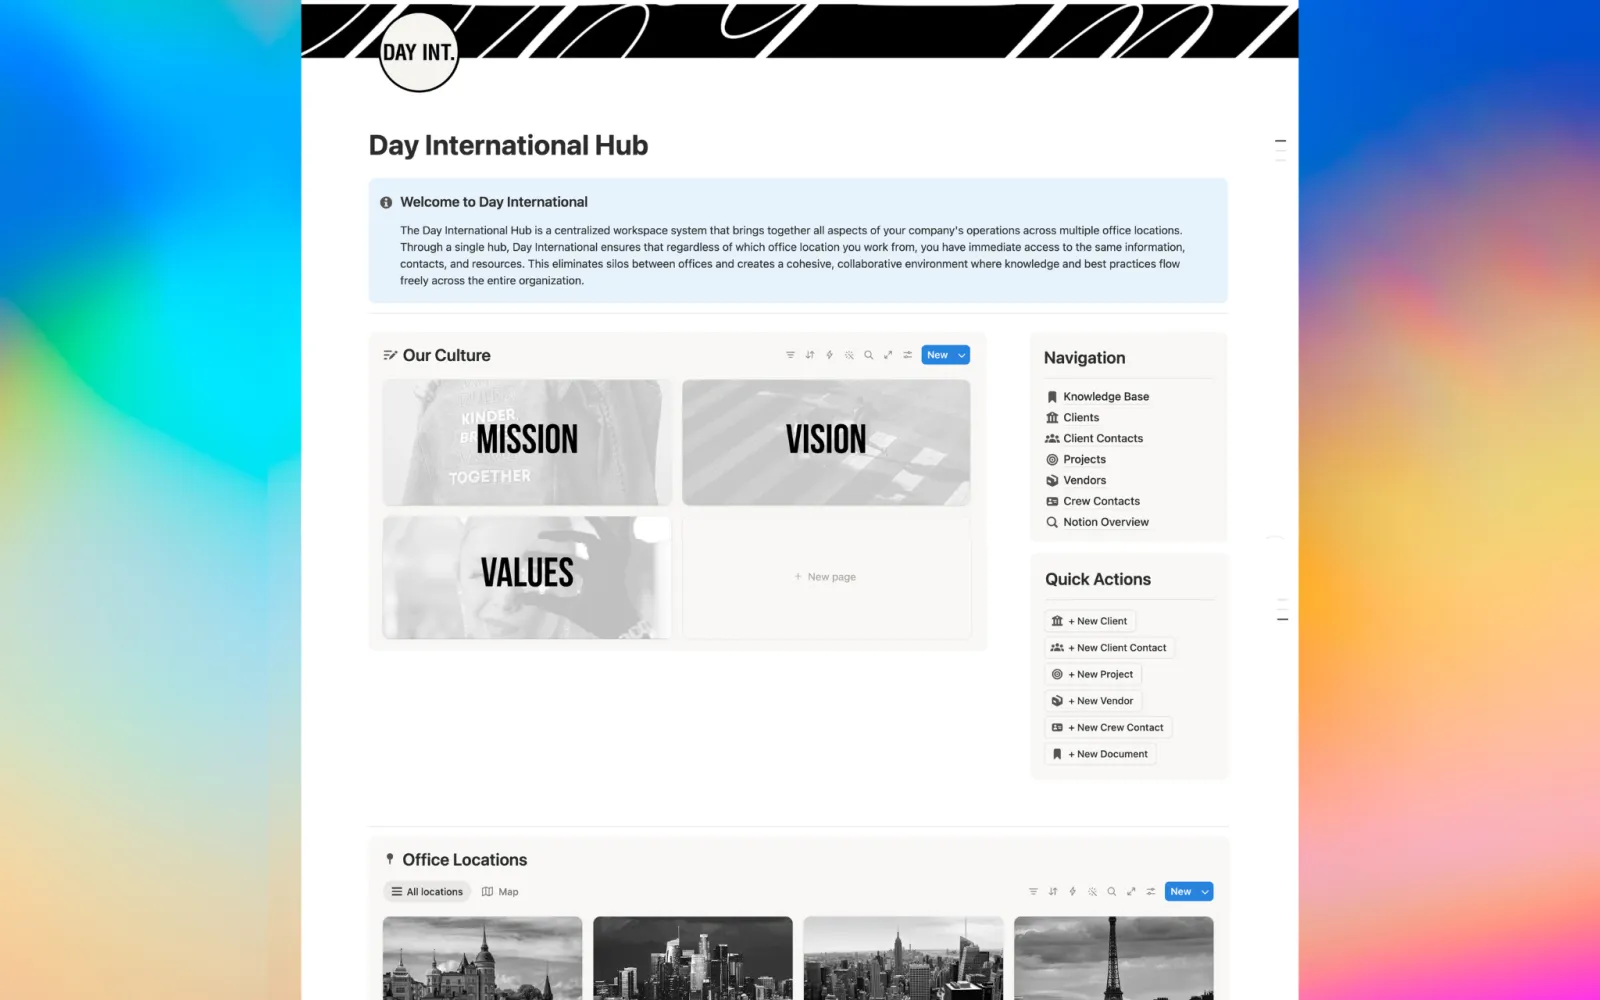 DAY INT.
Day International Hub
Welcome to Day International
The Day International Hub is a centralized workspace system that brings together all aspects of your company's operations across multiple office locations.
Through a single hub, Day International ensures that regardless of which office location you work from, you have immediate access to the same information,
contacts, and resources. This eliminates silos between offices and creates a cohesive, collaborative environment where knowledge and best practices flow
freely across the entire organization.
Our Culture
New
KINDER
TOGETHER
MISSION
VISION
VALUES
+ New page
Navigation
Knowledge Base
Clients
Client Contacts
Projects
Vendors
Crew Contacts
Notion Overview
Quick Actions
+ New Client
+ New Client Contact
+ New Project
+ New Vendor
+ New Crew Contact
+ New Document
Office Locations
All locations
Map
New